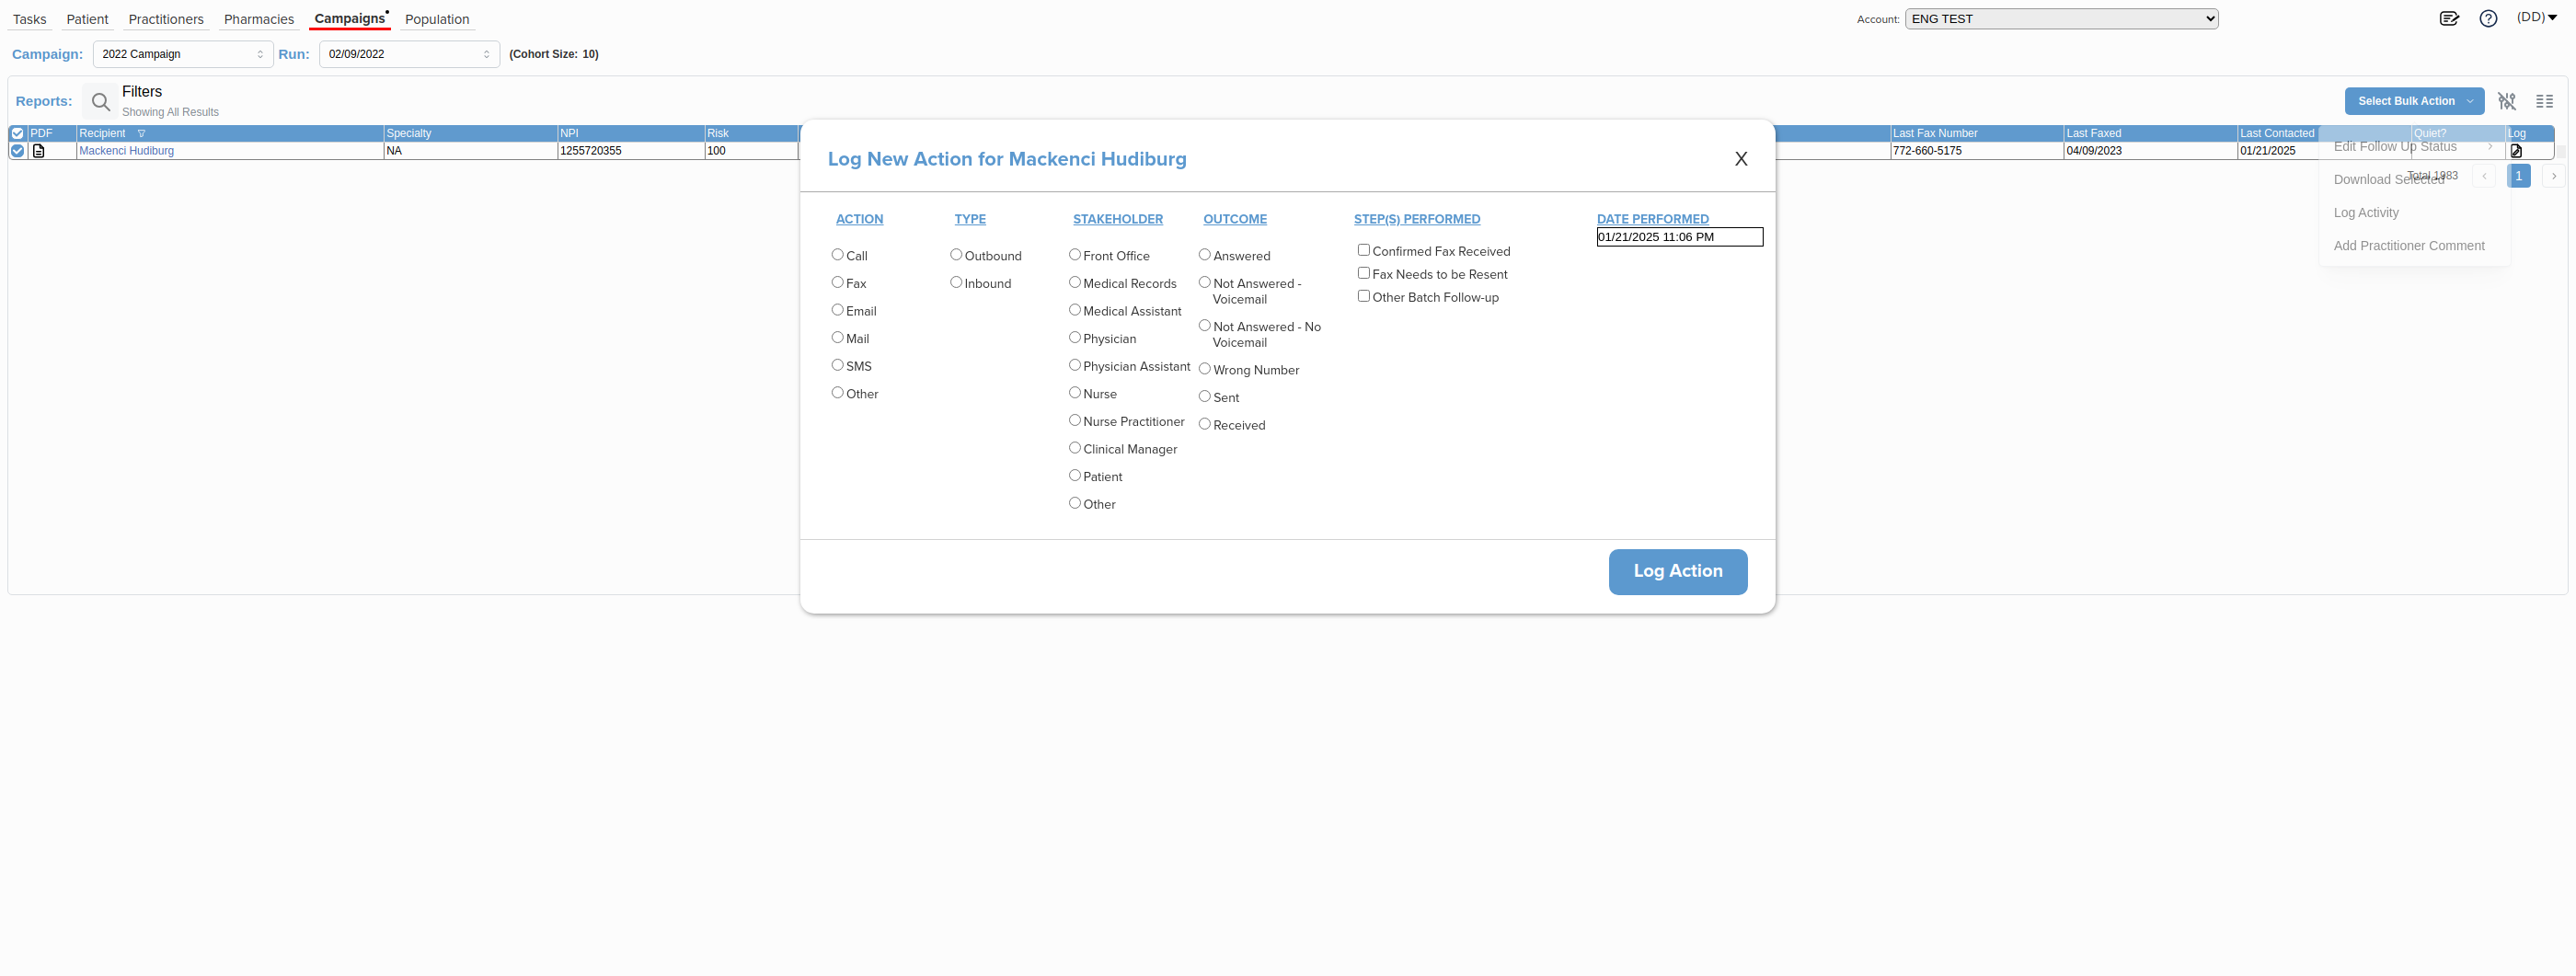 Tasks Patient Practitioners Pharmacies Campaigns Population Account: ENG TEST (DD)
Campaign: 2022 Campaign Run: 02/09/2022 (Cohort Size: 10)
Reports: Filters
Showing All Results
Select Bulk Action
PDF Recipient Specialty NPI Risk Last Fax Number Last Faxed Last Contacted Quiet? Log
Mackenci Hudiburg NA 1255720355 100 772-660-5175 04/09/2023 01/21/2025
Edit Follow Up Status
Download Selected
Total 1983 1
Log Activity
Add Practitioner Comment
Log New Action for Mackenci Hudiburg X
ACTION
Call
Fax
Email
Mail
SMS
Other
TYPE
Outbound
Inbound
STAKEHOLDER
Front Office
Medical Records
Medical Assistant
Physician
Physician Assistant
Nurse
Nurse Practitioner
Clinical Manager
Patient
Other
OUTCOME
Answered
Not Answered -
Voicemail
Not Answered - No
Voicemail
Wrong Number
Sent
Received
STEP(S) PERFORMED
Confirmed Fax Received
Fax Needs to be Resent
Other Batch Follow-up
DATE PERFORMED
01/21/2025 11:06 PM
Log Action